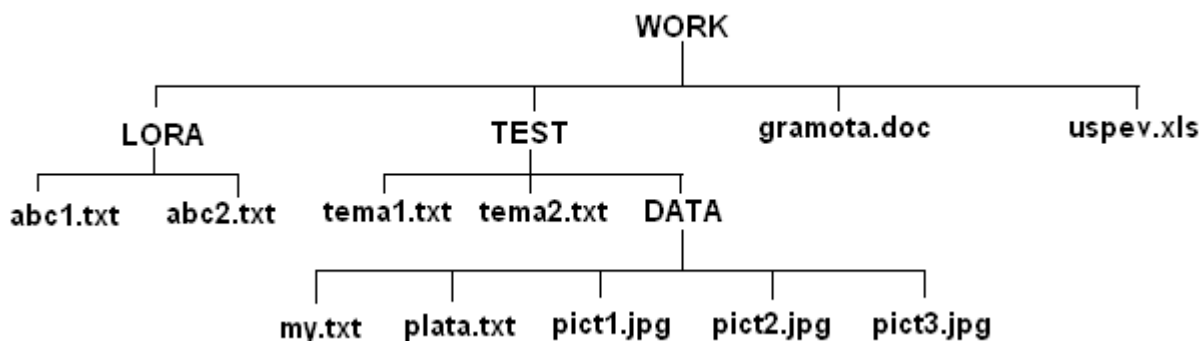 WORK
LORA TEST gramota.doc uspev.xls
abc1.txt abc2.txt tema1.txt tema2.txt DATA
my.txt plata.txt pict1.jpg pict2.jpg pict3.jpg